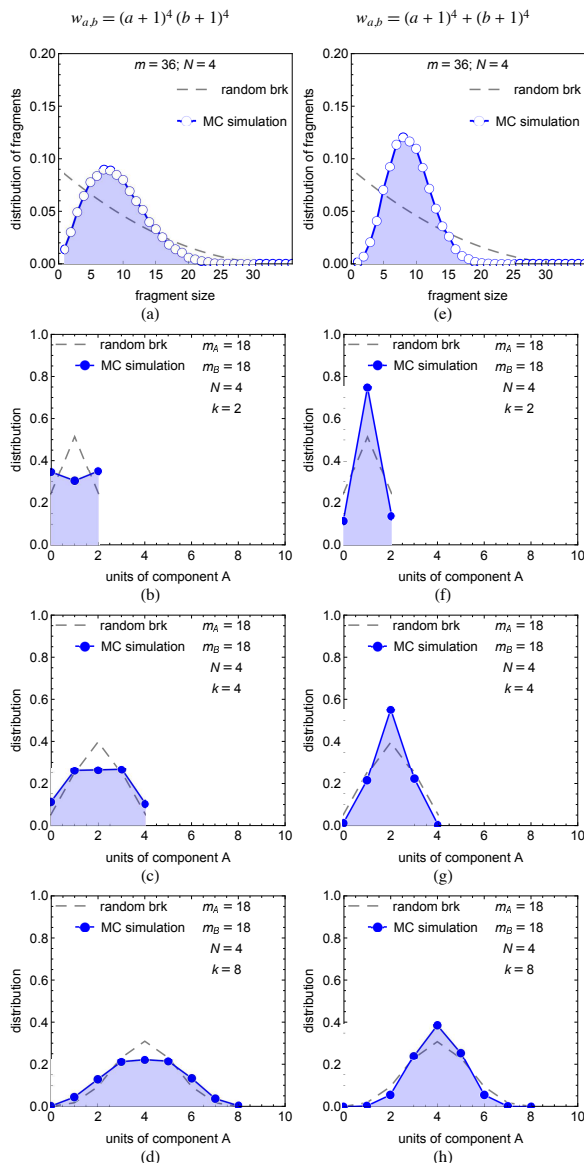 w_{a,b} = (a + 1)^4 (b + 1)^4
w_{a,b} = (a + 1)^4 + (b + 1)^4
m = 36; N = 4
random brk
MC simulation
distribution of fragments
0.20
0.15
0.10
0.05
0.00
5 10 15 20 25 30 35
fragment size
(a)
m = 36; N = 4
random brk
MC simulation
distribution of fragments
0.20
0.15
0.10
0.05
0.00
5 10 15 20 25 30 35
fragment size
(e)
random brk
MC simulation
m_A = 18
m_B = 18
N = 4
k = 2
distribution
1.0
0.8
0.6
0.4
0.2
0.0
0 2 4 6 8 10
units of component A
(b)
random brk
MC simulation
m_A = 18
m_B = 18
N = 4
k = 2
distribution
1.0
0.8
0.6
0.4
0.2
0.0
0 2 4 6 8 10
units of component A
(f)
random brk
MC simulation
m_A = 18
m_B = 18
N = 4
k = 4
distribution
1.0
0.8
0.6
0.4
0.2
0.0
0 2 4 6 8 10
units of component A
(c)
random brk
MC simulation
m_A = 18
m_B = 18
N = 4
k = 4
distribution
1.0
0.8
0.6
0.4
0.2
0.0
0 2 4 6 8 10
units of component A
(g)
random brk
MC simulation
m_A = 18
m_B = 18
N = 4
k = 8
distribution
1.0
0.8
0.6
0.4
0.2
0.0
0 2 4 6 8 10
units of component A
(d)
random brk
MC simulation
m_A = 18
m_B = 18
N = 4
k = 8
distribution
1.0
0.8
0.6
0.4
0.2
0.0
0 2 4 6 8 10
units of component A
(h)